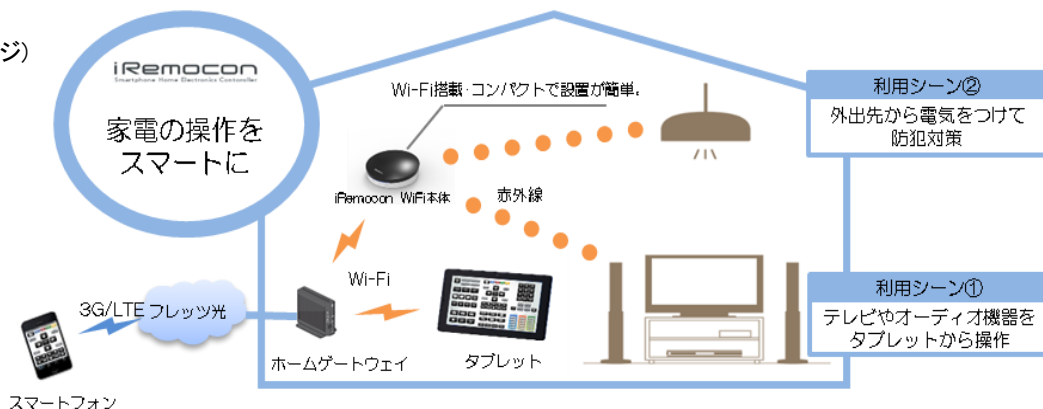 ジ)
iRemocon
Smartphone Home Electronics Controller
家電の操作を
スマートに
Wi-Fi搭載・コンパクトで設置が簡単。
iRemocon WiFi本体
赤外線
利用シーン②
外出先から電気をつけて
防犯対策
Wi-Fi
3G/LTE
フレッツ光
ホームゲートウェイ
タブレット
利用シーン①
テレビやオーディオ機器を
タブレットから操作
スマートフォン